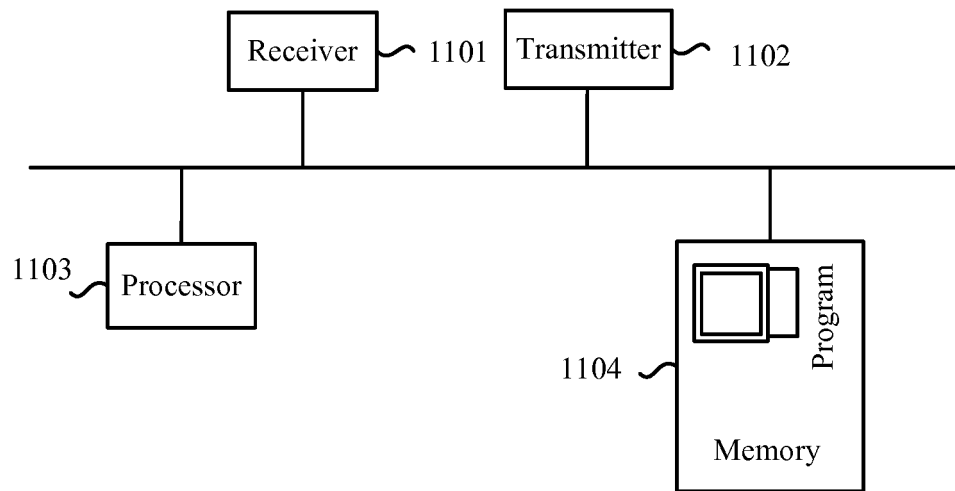 Receiver
1101
Transmitter
1102
1103
Processor
Program
1104
Memory